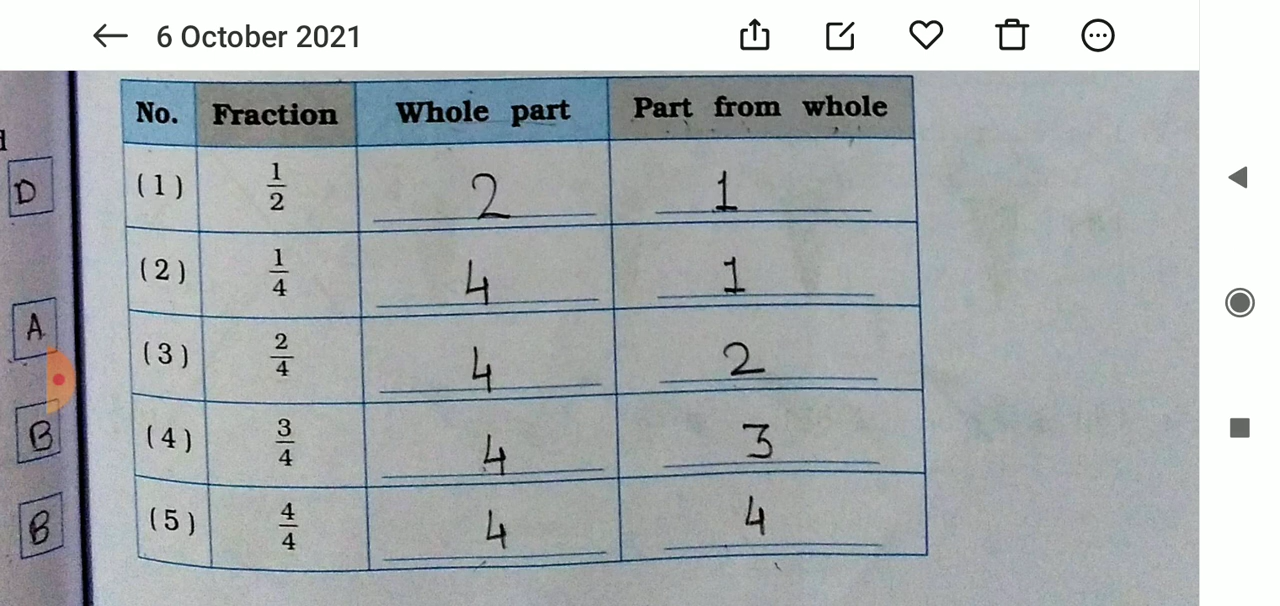 6 October 2021
No. Fraction Whole part Part from whole
(1) 1/2 2 1
D
(2) 1/4 4 1
A
(3) 2/4 4 2
B
(4) 3/4 4 3
B
(5) 4/4 4 4